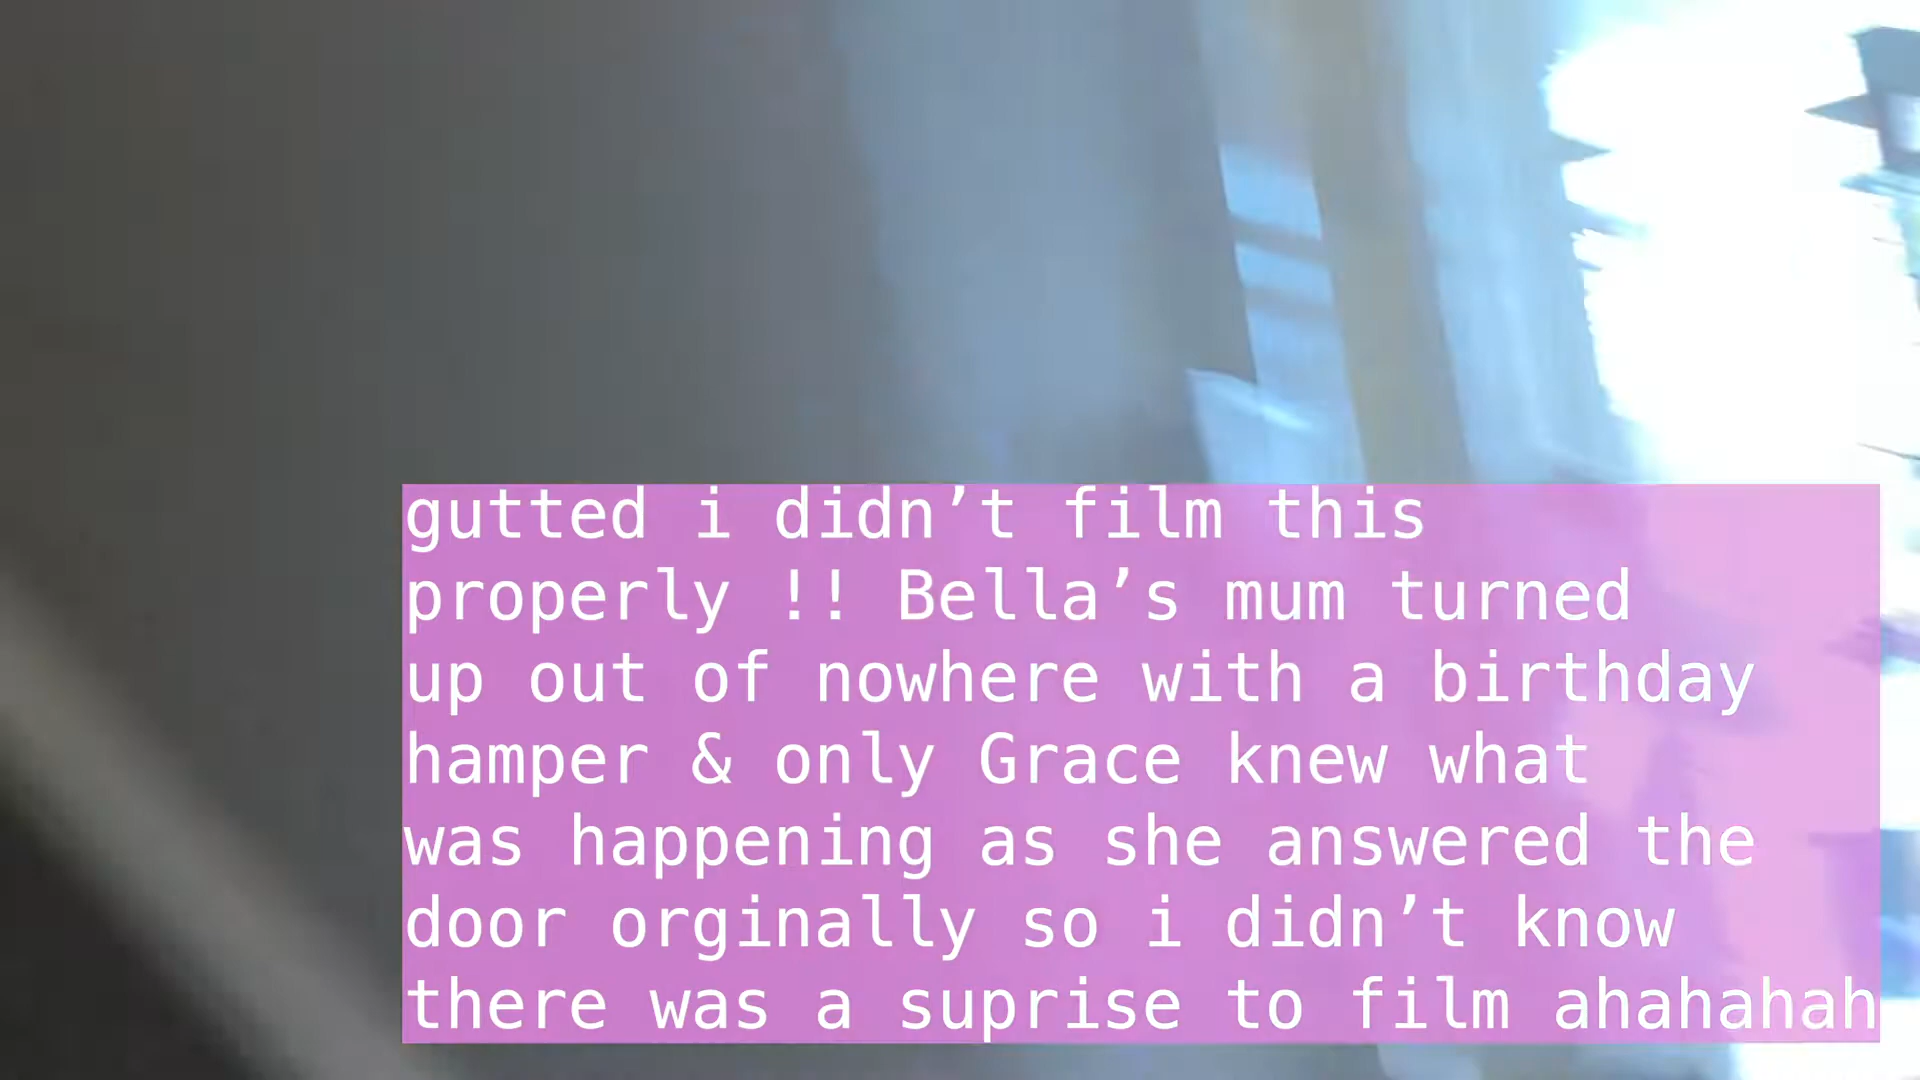 gutted i didn’t film this
properly !! Bella’s mum turned
up out of nowhere with a birthday
hamper & only Grace knew what
was happening as she answered the
door orginally so i didn’t know
there was a suprise to film ahahahah